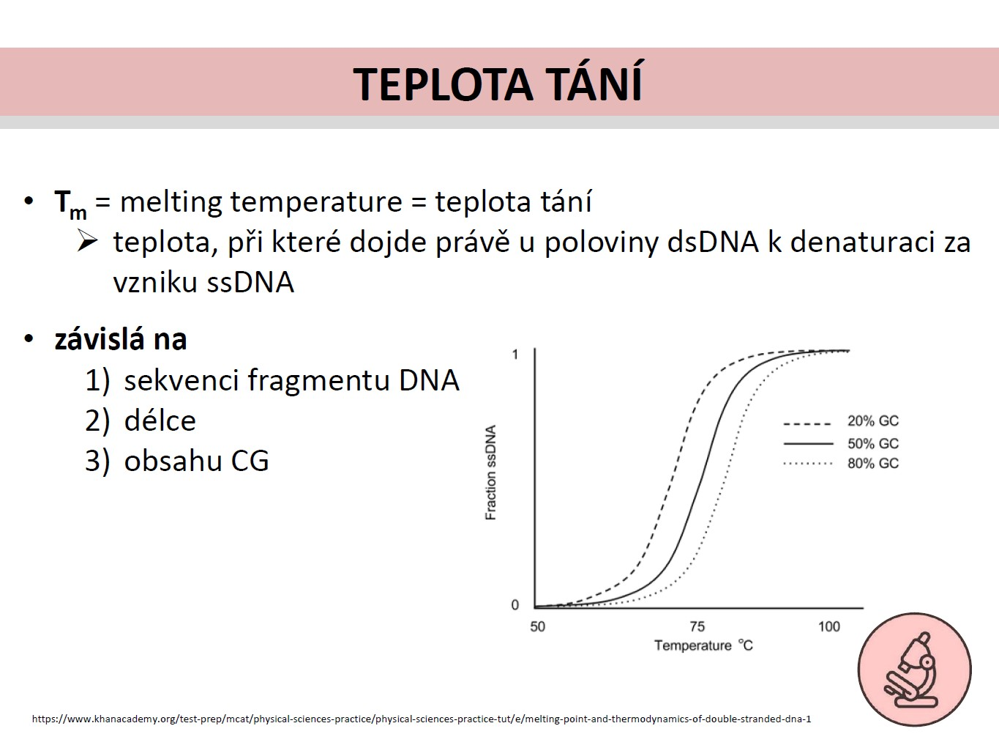 TEPLOTA TÁNÍ
• Tm = melting temperature = teplota tání
➢ teplota, při které dojde právě u poloviny dsDNA k denaturaci za
vzniku ssDNA
• závislá na
1) sekvenci fragmentu DNA
2) délce
3) obsahu CG
1
Fraction ssDNA
0
20% GC
50% GC
80% GC
50 75 100
Temperature °C
https://www.khanacademy.org/test-prep/mcat/physical-sciences-practice/physical-sciences-practice-tut/e/melting-point-and-thermodynamics-of-double-stranded-dna-1